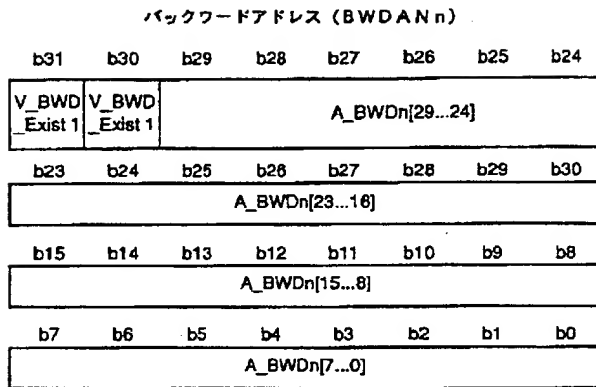 バックワードアドレス (BWDANn)
b31 b30 b29 b28 b27 b26 b25 b24
V_BWD _Exist 1 V_BWD _Exist 1 A_BWDn[29...24]
b23 b24 b25 b26 b27 b28 b29 b30
A_BWDn[23...16]
b15 b14 b13 b12 b11 b10 b9 b8
A_BWDn[15...8]
b7 b6 b5 b4 b3 b2 b1 b0
A_BWDn[7...0]